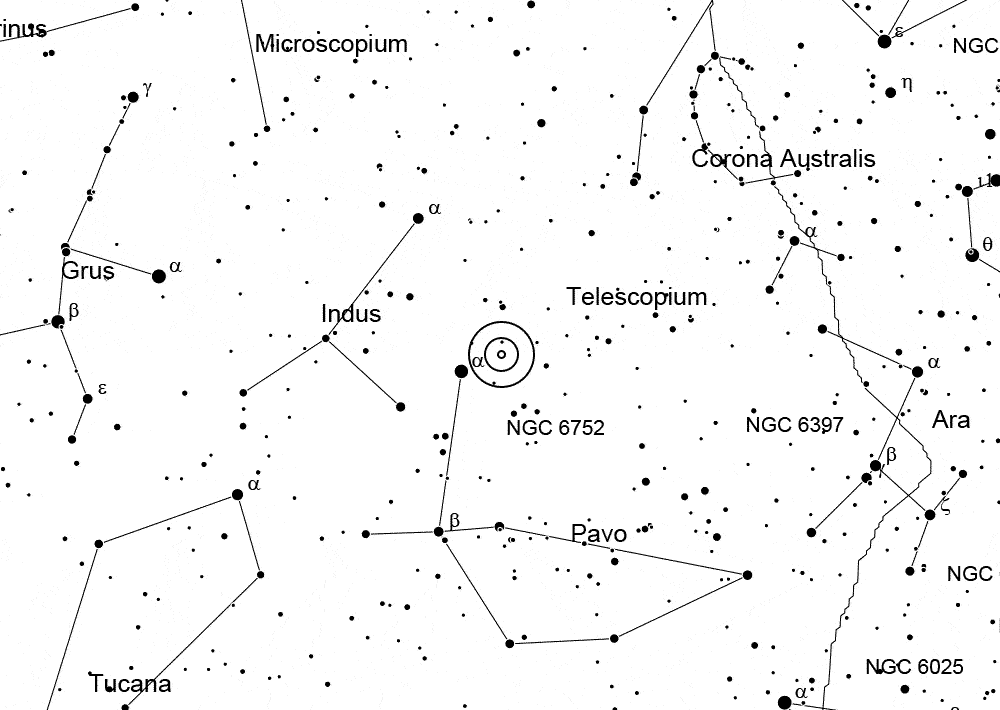 rinus
Microscopium
ε
NGC
γ
η
Corona Australis
ι1
α
α
θ
Grus
α
β
Indus
Telescopium
α
α
ε
NGC 6752
NGC 6397
Ara
β
α
ζ
β
Pavo
NGC
Tucana
NGC 6025
α